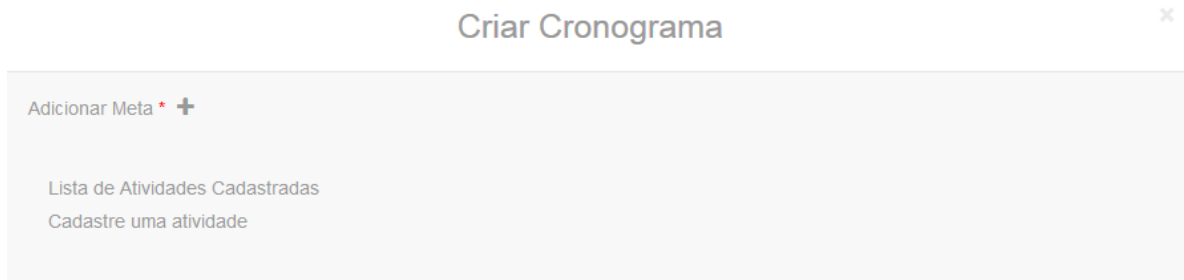 Criar Cronograma
×
Adicionar Meta * +
Lista de Atividades Cadastradas
Cadastre uma atividade